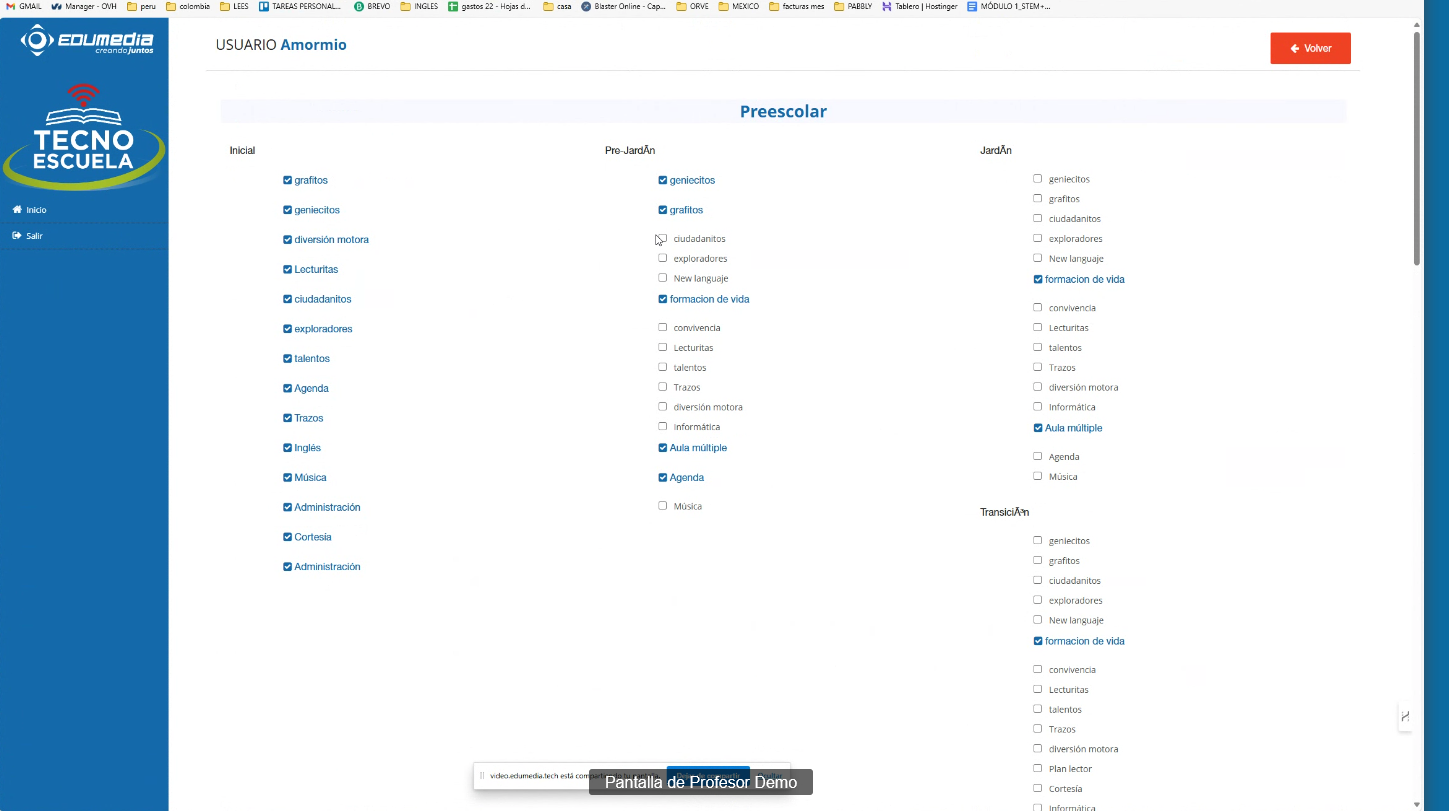 GMAIL Manager - OVH peru colombia LEES TAREAS PERSONAL... BREVO INGLES gastos 22 - Hojas d... casa Blaster Online - Cap... ORVE MEXICO facturas mes PABBLY Tablero | Hostinger MÓDULO 1_STEM+...
EDUMEDIA
creandojuntos
TECNO
ESCUELA
Inicio
Salir
USUARIO Amormio
Volver
Preescolar
Inicial
grafitos
geniecitos
diversión motora
Lecturitas
ciudadanitos
exploradores
talentos
Agenda
Trazos
Inglés
Música
Administración
Cortesía
Administración
Pre-JardÃn
geniecitos
grafitos
ciudadanitos
exploradores
New languaje
formacion de vida
convivencia
Lecturitas
talentos
Trazos
diversión motora
Informática
Aula múltiple
Agenda
Música
JardÃn
geniecitos
grafitos
ciudadanitos
exploradores
New languaje
formacion de vida
convivencia
Lecturitas
talentos
Trazos
diversión motora
Informática
Aula múltiple
Agenda
Música
TransiciÃ³n
geniecitos
grafitos
ciudadanitos
exploradores
New languaje
formacion de vida
convivencia
Lecturitas
talentos
Trazos
diversión motora
Plan lector
Cortesía
Informática
video.edumedia.tech está
Pantalla de Profesor Demo